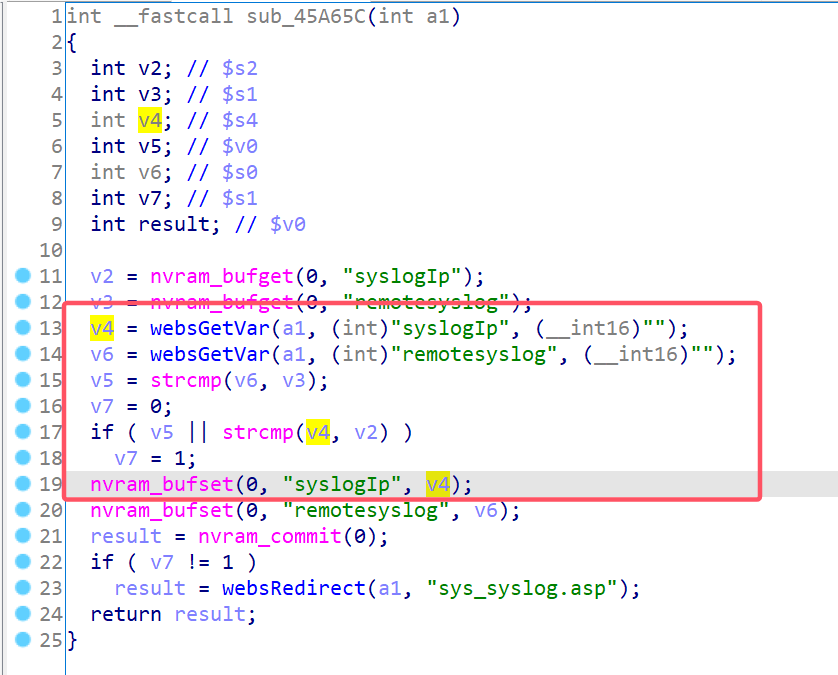 1 int __fastcall sub_45A65C(int a1)
2 {
3   int v2; // $s2
4   int v3; // $s1
5   int v4; // $s4
6   int v5; // $v0
7   int v6; // $s0
8   int v7; // $s1
9   int result; // $v0
10
11   v2 = nvram_bufget(0, "syslogIp");
12   v3 = nvram_bufget(0, "remotesyslog");
13   v4 = websGetVar(a1, (int)"syslogIp", (__int16)"");
14   v6 = websGetVar(a1, (int)"remotesyslog", (__int16)"");
15   v5 = strcmp(v6, v3);
16   v7 = 0;
17   if ( v5 || strcmp(v4, v2) )
18     v7 = 1;
19   nvram_bufset(0, "syslogIp", v4);
20   nvram_bufset(0, "remotesyslog", v6);
21   result = nvram_commit(0);
22   if ( v7 != 1 )
23     result = websRedirect(a1, "sys_syslog.asp");
24   return result;
25 }